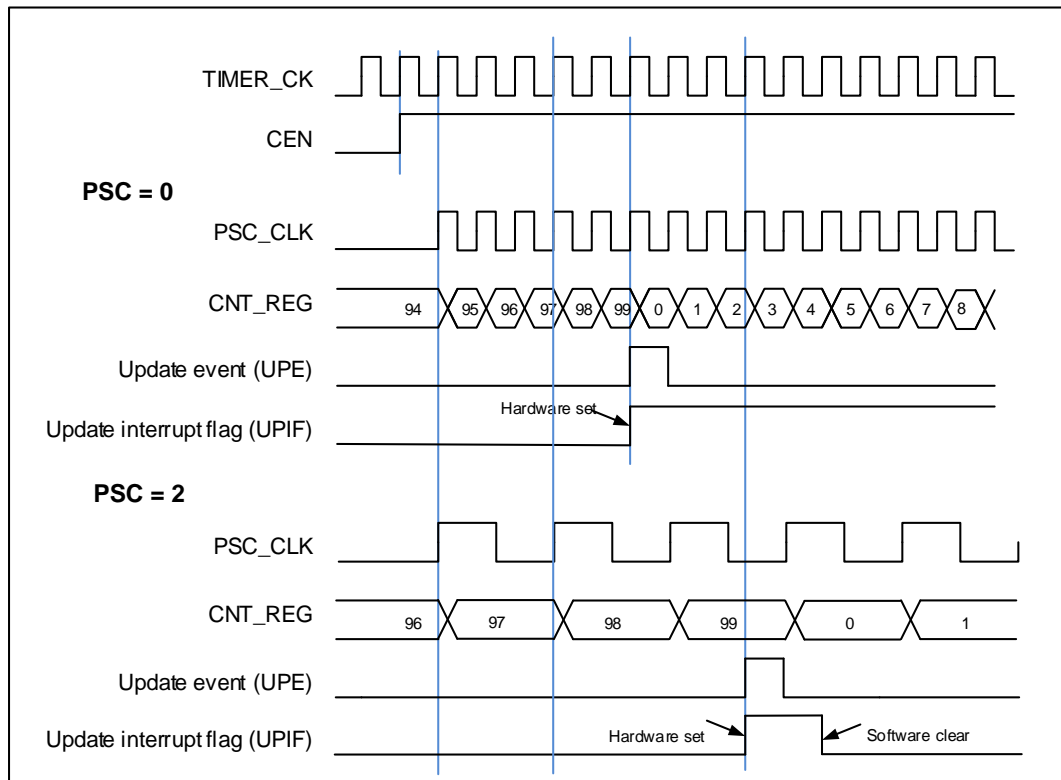 TIMER_CK
CEN
PSC = 0
PSC_CLK
CNT_REG 94 95 96 97 98 99 0 1 2 3 4 5 6 7 8
Update event (UPE)
Hardware set
Update interrupt flag (UPIF)
PSC = 2
PSC_CLK
CNT_REG 96 97 98 99 0 1
Update event (UPE)
Update interrupt flag (UPIF) Hardware set Software clear